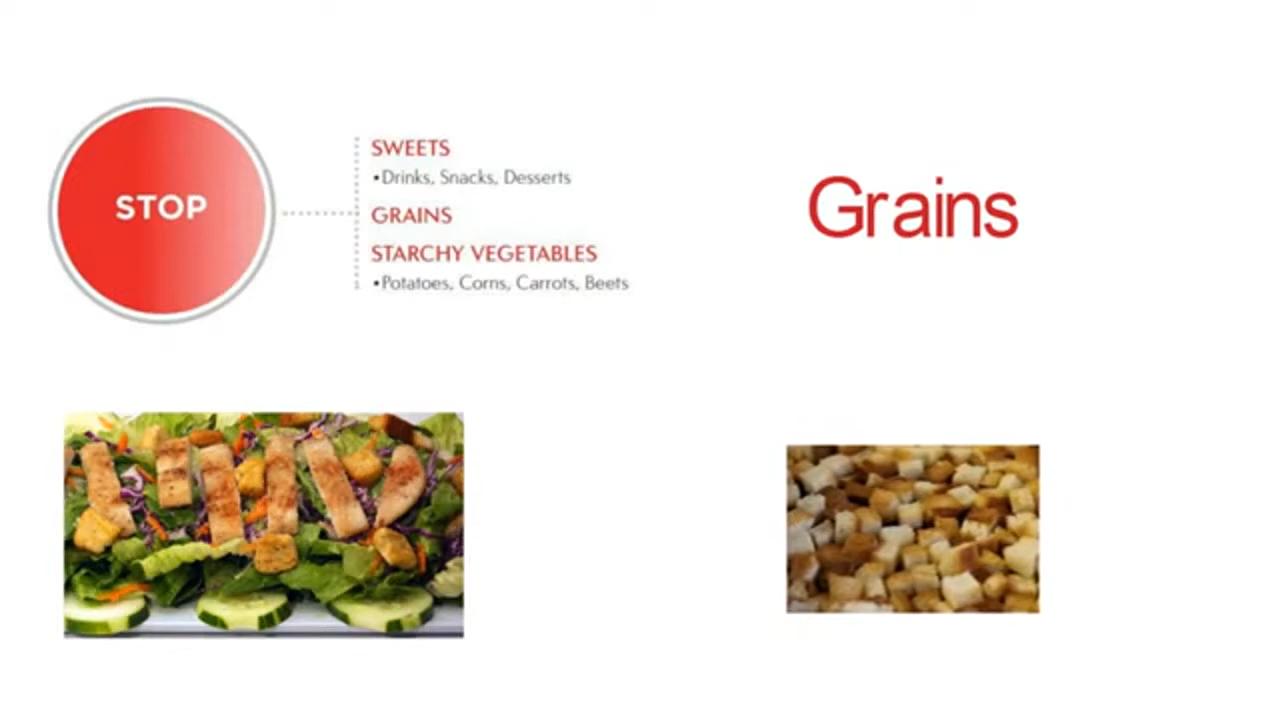 STOP
SWEETS
•Drinks, Snacks, Desserts
GRAINS
STARCHY VEGETABLES
•Potatoes, Corns, Carrots, Beets
Grains